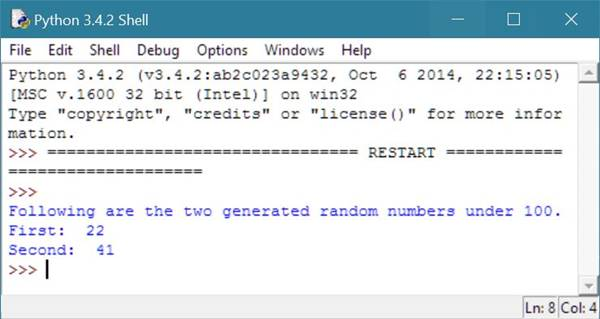 Python 3.4.2 Shell
File Edit Shell Debug Options Windows Help
Python 3.4.2 (v3.4.2:ab2c023a9432, Oct  6 2014, 22:15:05)
[MSC v.1600 32 bit (Intel)] on win32
Type "copyright", "credits" or "license()" for more infor
mation.
>>> ================================ RESTART ============
====================
>>>
Following are the two generated random numbers under 100.
First:  22
Second:  41
>>>
Ln: 8 Col: 4